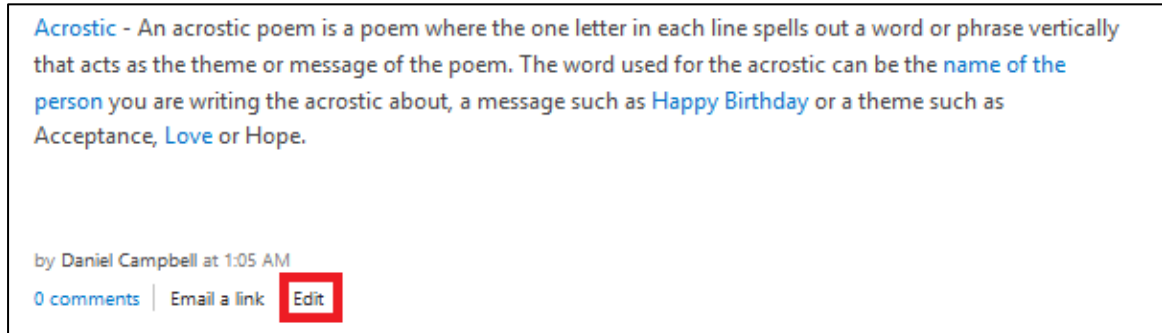 Acrostic - An acrostic poem is a poem where the one letter in each line spells out a word or phrase vertically
that acts as the theme or message of the poem. The word used for the acrostic can be the name of the
person you are writing the acrostic about, a message such as Happy Birthday or a theme such as
Acceptance, Love or Hope.
by Daniel Campbell at 1:05 AM
0 comments | Email a link Edit